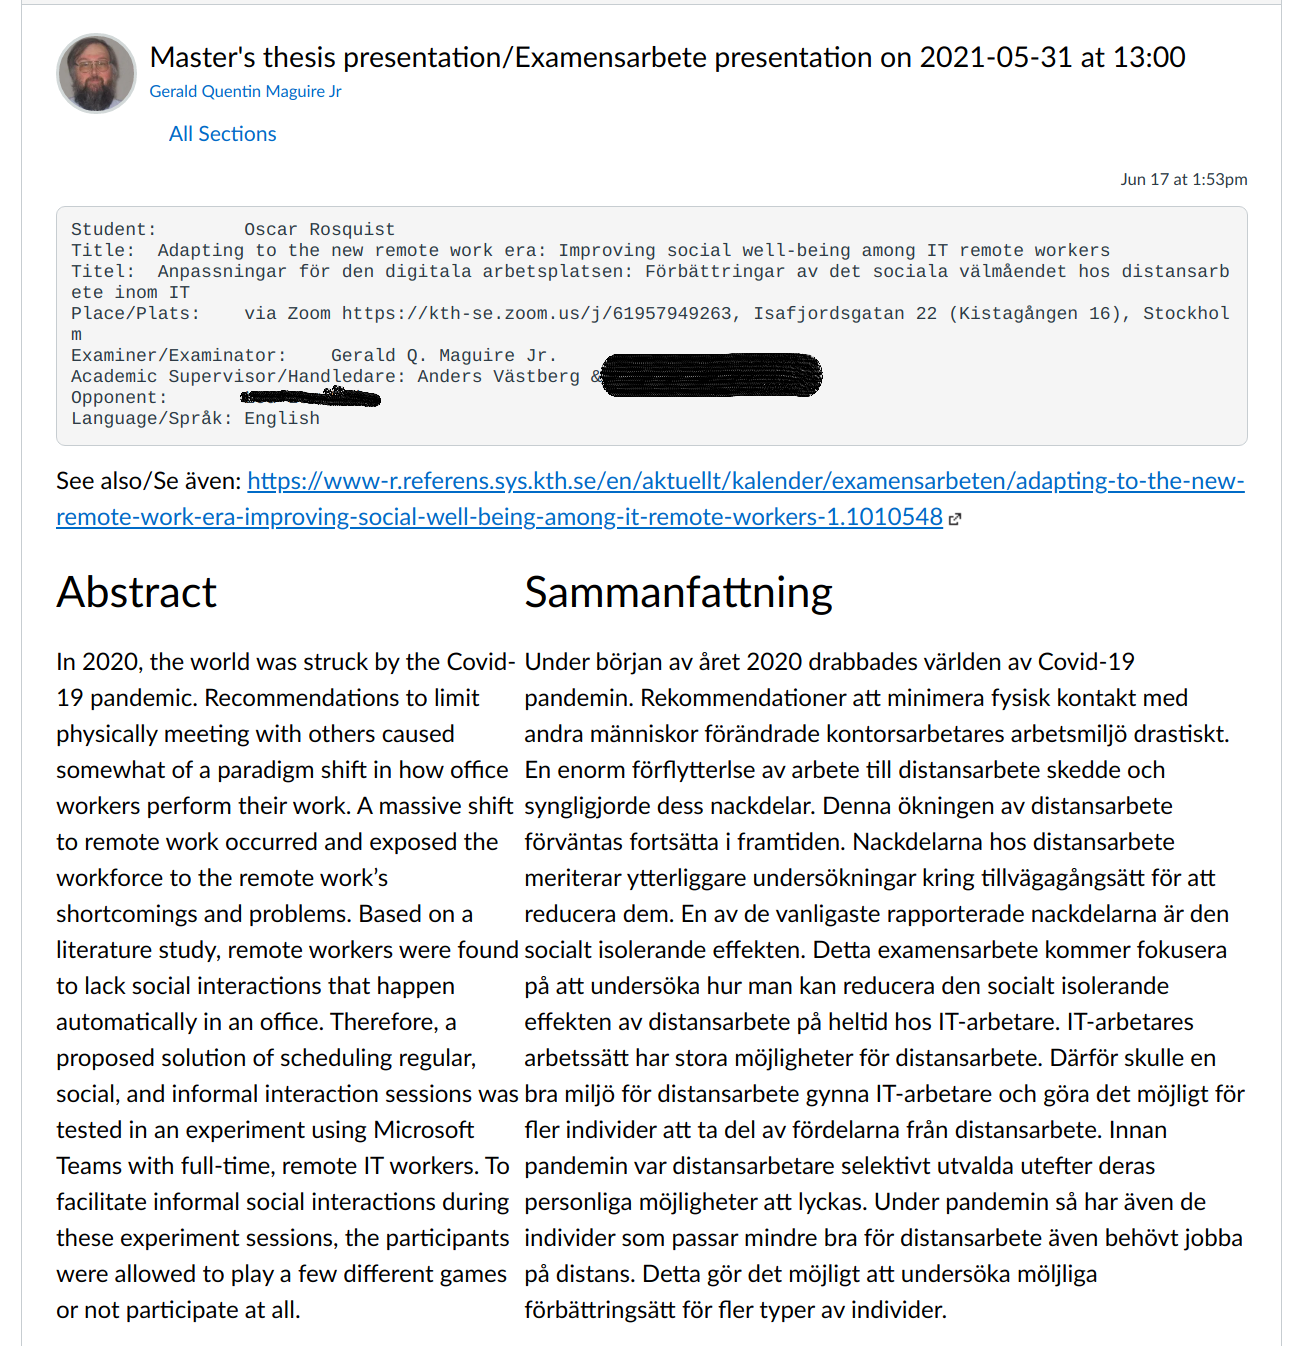 Master's thesis presentation/Examensarbete presentation on 2021-05-31 at 13:00
Gerald Quentin Maguire Jr
All Sections
Jun 17 at 1:53pm
Student: Oscar Rosquist
Title: Adapting to the new remote work era: Improving social well-being among IT remote workers
Titel: Anpassningar för den digitala arbetsplatsen: Förbättringar av det sociala välmåendet hos distansarb
ete inom IT
Place/Plats: via Zoom https://kth-se.zoom.us/j/61957949263, Isafjordsgatan 22 (Kistagången 16), Stockhol
m
Examiner/Examinator: Gerald Q. Maguire Jr.
Academic Supervisor/Handledare: Anders Västberg &
Opponent:
Language/Språk: English
See also/Se även: https://www-r.referens.sys.kth.se/en/aktuellt/kalender/examensarbeten/adapting-to-the-new-
remote-work-era-improving-social-well-being-among-it-remote-workers-1.1010548
Abstract
In 2020, the world was struck by the Covid-
19 pandemic. Recommendations to limit
physically meeting with others caused
somewhat of a paradigm shift in how office
workers perform their work. A massive shift
to remote work occurred and exposed the
workforce to the remote work’s
shortcomings and problems. Based on a
literature study, remote workers were found
to lack social interactions that happen
automatically in an office. Therefore, a
proposed solution of scheduling regular,
social, and informal interaction sessions was
tested in an experiment using Microsoft
Teams with full-time, remote IT workers. To
facilitate informal social interactions during
these experiment sessions, the participants
were allowed to play a few different games
or not participate at all.
Sammanfattning
Under början av året 2020 drabbades världen av Covid-19
pandemin. Rekommendationer att minimera fysisk kontakt med
andra människor förändrade kontorsarbetares arbetsmiljö drastiskt.
En enorm förflytterlse av arbete till distansarbete skedde och
syngligjorde dess nackdelar. Denna ökningen av distansarbete
förväntas fortsätta i framtiden. Nackdelarna hos distansarbete
meriterar ytterliggare undersökningar kring tillvägagångsätt för att
reducera dem. En av de vanligaste rapporterade nackdelarna är den
socialt isolerande effekten. Detta examensarbete kommer fokusera
på att undersöka hur man kan reducera den socialt isolerande
effekten av distansarbete på heltid hos IT-arbetare. IT-arbetares
arbetssätt har stora möjligheter för distansarbete. Därför skulle en
bra miljö för distansarbete gynna IT-arbetare och göra det möjligt för
fler individer att ta del av fördelarna från distansarbete. Innan
pandemin var distansarbetare selektivt utvalda utefter deras
personliga möjligheter att lyckas. Under pandemin så har även de
individer som passar mindre bra för distansarbete även behövt jobba
på distans. Detta gör det möjligt att undersöka möljliga
förbättringsätt för fler typer av individer.